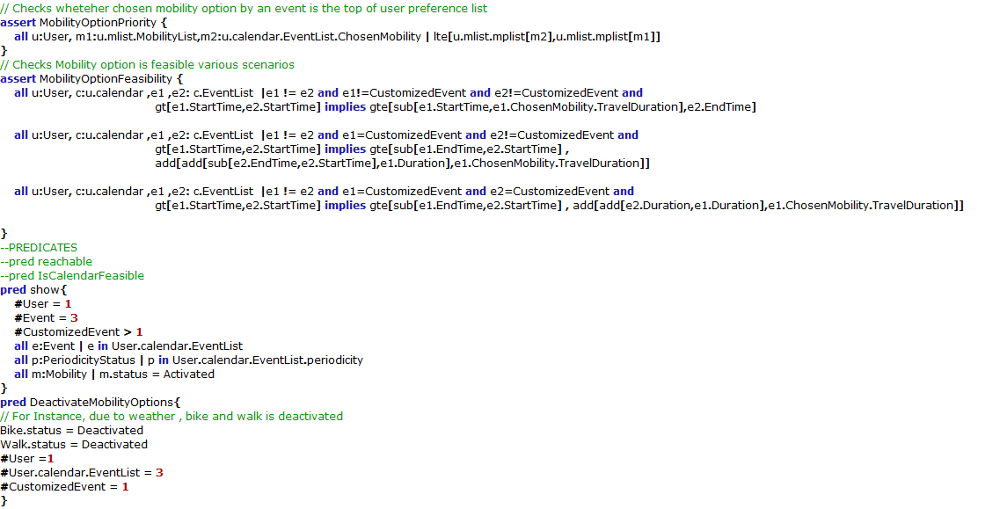 // Checks wheteher chosen mobility option by an event is the top of user preference list
assert MobilityOptionPriority {
all u:User, m1:u.mlist.MobilityList,m2:u.calendar.EventList.ChosenMobility | lte[u.mlist.mplist[m2],u.mlist.mplist[m1]]
}
// Checks Mobility option is feasible various scenarios
assert MobilityOptionFeasibility {
all u:User, c:u.calendar ,e1 ,e2: c.EventList |e1 != e2 and e1!=CustomizedEvent and e2!=CustomizedEvent and
gt[e1.StartTime,e2.StartTime] implies gte[sub[e1.StartTime,e1.ChosenMobility.TravelDuration],e2.EndTime]
all u:User, c:u.calendar ,e1 ,e2: c.EventList |e1 != e2 and e1=CustomizedEvent and e2!=CustomizedEvent and
gt[e1.StartTime,e2.StartTime] implies gte[sub[e1.EndTime,e2.StartTime] ,
add[add[sub[e2.EndTime,e2.StartTime],e1.Duration],e1.ChosenMobility.TravelDuration]]
all u:User, c:u.calendar ,e1 ,e2: c.EventList |e1 != e2 and e1=CustomizedEvent and e2=CustomizedEvent and
gt[e1.StartTime,e2.StartTime] implies gte[sub[e1.EndTime,e2.StartTime] , add[add[e2.Duration,e1.Duration],e1.ChosenMobility.TravelDuration]]
}
--PREDICATES
--pred reachable
--pred IsCalendarFeasible
pred show{
#User = 1
#Event = 3
#CustomizedEvent > 1
all e:Event | e in User.calendar.EventList
all p:PeriodicityStatus | p in User.calendar.EventList.periodicity
all m:Mobility | m.status = Activated
}
pred DeactivateMobilityOptions{
// For Instance, due to weather , bike and walk is deactivated
Bike.status = Deactivated
Walk.status = Deactivated
#User =1
#User.calendar.EventList = 3
#CustomizedEvent = 1
}